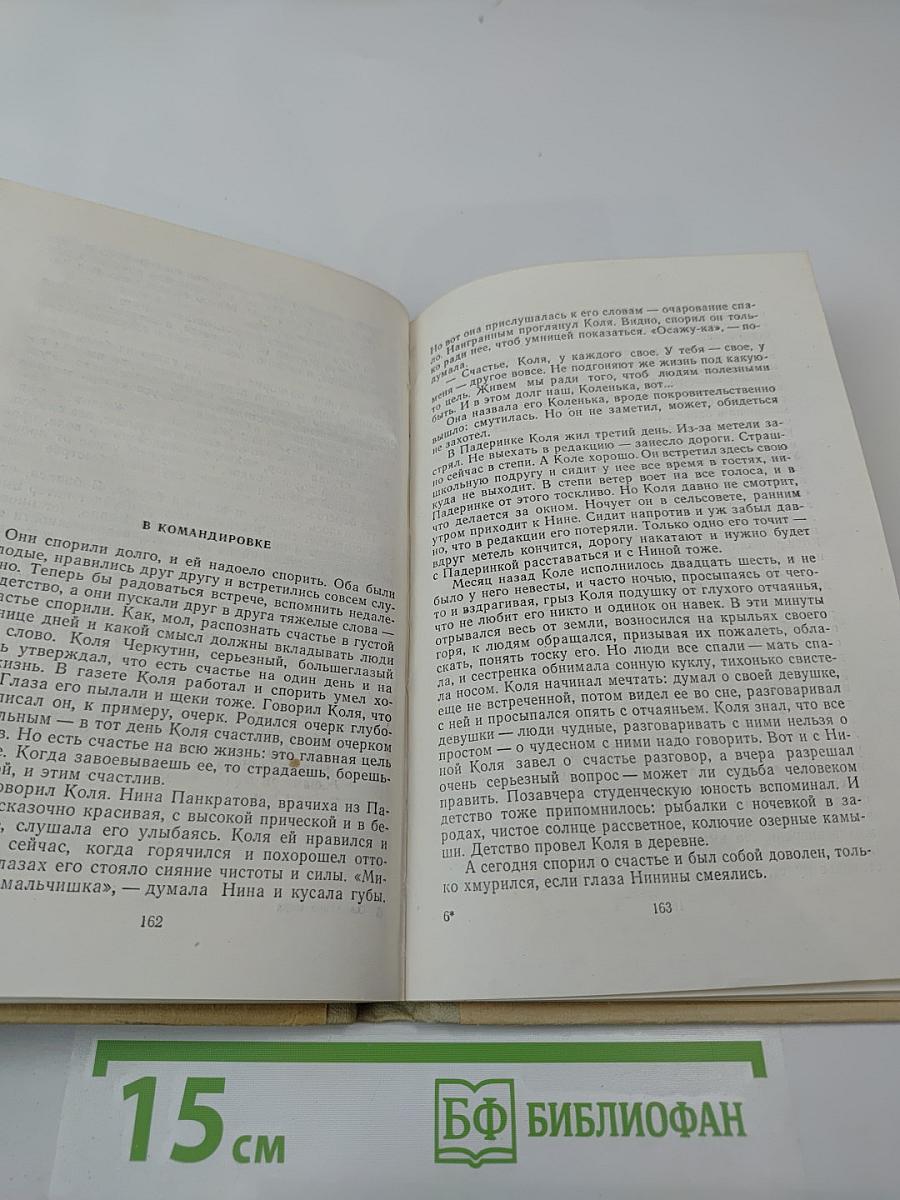 В КОМАНДИРОВКЕ
Они спорили долго, и ей надоело спорить. Оба были
лодые, нравились друг другу и встретились совсем слу-
но. Теперь бы радоваться встрече, вспомнить недале-
детство, а они пускали друг в друга тяжелые слова —
астье спорили. Как, мол, распознать счастье в густой
нице дней и какой смысл должны вкладывать люди
слово. Коля Черкутин, серьезный, большеглазый
ь утверждал, что есть счастье на один день и на
жизнь. В газете Коля работал и спорить умел хо-
Глаза его пылали и щеки тоже. Говорил Коля, что
писал он, к примеру, очерк. Родился очерк глубо-
льным — в тот день Коля счастлив, своим очерком
в. Но есть счастье на всю жизнь: это главная цель
е. Когда завоевываешь ее, то страдаешь, борешь-
ой, и этим счастлив.
оворил Коля. Нина Панкратова, врачиха из Па-
сказочно красивая, с высокой прической и в бе-
е, слушала его улыбаясь. Коля ей нравился и
сейчас, когда горячился и похорошел отто-
лазах его стояло сияние чистоты и силы. «Ми-
мальчишка», — думала Нина и кусала губы.
162
Но вот она прислушалась к его словам — очарование спа-
ло. Наигранным проглянул Коля. Видно, спорил он толь-
ко ради нее, чтоб умницей показаться. «Осажу-ка», — по-
думала.
— Счастье, Коля, у каждого свое. У тебя — свое, у
меня — другое вовсе. Не подгоняют же жизнь под какую-
то цель. Живем мы ради того, чтоб людям полезными
быть. И в этом долг наш, Коленька, вот...
Она назвала его Коленька, вроде покровительственно
вышло: смутилась. Но он не заметил, может, обидеться
не захотел.
В Падеринке Коля жил третий день. Из-за метели за-
стрял. Не выехать в редакцию — занесло дороги. Страш-
но сейчас в степи. А Коле хорошо. Он встретил здесь свою
школьную подругу и сидит у нее все время в гостях, ни-
куда не выходит. В степи ветер воет на все голоса, и в
Падеринке от этого тоскливо. Но Коля давно не смотрит,
что делается за окном. Ночует он в сельсовете, ранним
утром приходит к Нине. Сидит напротив и уж забыл дав-
но, что в редакции его потеряли. Только одно его точит —
вдруг метель кончится, дорогу накатают и нужно будет
с Падеринкой расставаться и с Ниной тоже.
Месяц назад Коле исполнилось двадцать шесть, и не
было у него невесты, и часто ночью, просыпаясь от чего-
то и вздрагивая, грыз Коля подушку от глухого отчаянья,
что не любит его никто и одинок он навек. В эти минуты
отрывался весь от земли, возносился на крыльях своего
горя, к людям обращался, призывая их пожалеть, обла-
скать, понять тоску его. Но люди все спали — мать спа-
ла, и сестренка обнимала сонную куклу, тихонько свисте-
ла носом. Коля начинал мечтать: думал о своей девушке,
еще не встреченной, потом видел ее во сне, разговаривал
с ней и просыпался опять с отчаяньем. Коля знал, что все
девушки — люди чудные, разговаривать с ними нельзя о
простом — о чудесном с ними надо говорить. Вот и с Ни-
ной Коля завел о счастье разговор, а вчера разрешал
очень серьезный вопрос — может ли судьба человеком
править. Позавчера студенческую юность вспоминал. И
детство тоже припомнилось: рыбалки с ночевкой в за-
родах, чистое солнце рассветное, колючие озерные камы-
ши. Детство провел Коля в деревне.
А сегодня спорил о счастье и был собой доволен, толь-
ко хмурился, если глаза Нинины смеялись.
6*
163
15 см
БФ БИБЛИОФАН